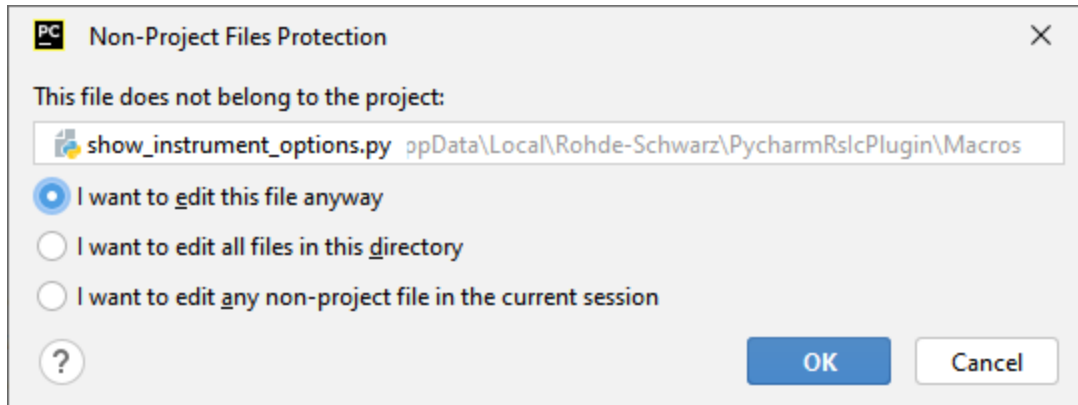 PC Non-Project Files Protection
This file does not belong to the project:
show_instrument_options.py ppData\Local\Rohde-Schwarz\PycharmRsIcPlugin\Macros
I want to edit this file anyway
I want to edit all files in this directory
I want to edit any non-project file in the current session
? OK Cancel